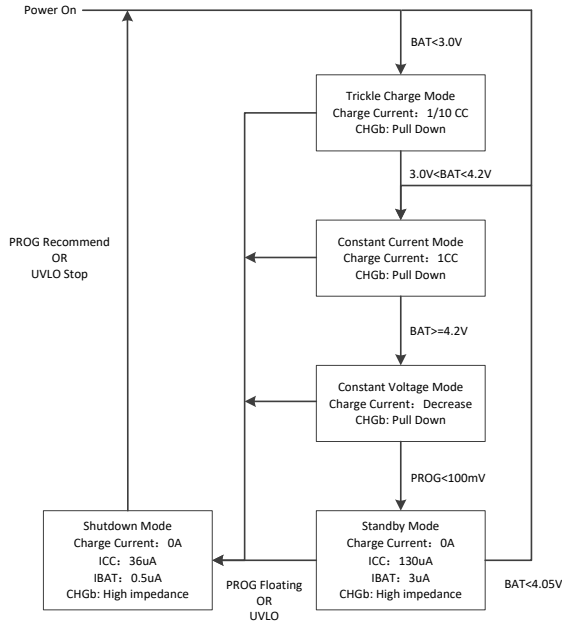 Power On
BAT<3.0V
Trickle Charge Mode
Charge Current：1/10 CC
CHGb: Pull Down
3.0V<BAT<4.2V
PROG Recommend
OR
UVLO Stop
Constant Current Mode
Charge Current：1CC
CHGb: Pull Down
BAT>=4.2V
Constant Voltage Mode
Charge Current：Decrease
CHGb: Pull Down
PROG<100mV
Shutdown Mode
Charge Current：0A
ICC：36uA
IBAT：0.5uA
CHGb: High impedance
PROG Floating
OR
UVLO
Standby Mode
Charge Current：0A
ICC：130uA
IBAT：3uA
CHGb: High impedance
BAT<4.05V